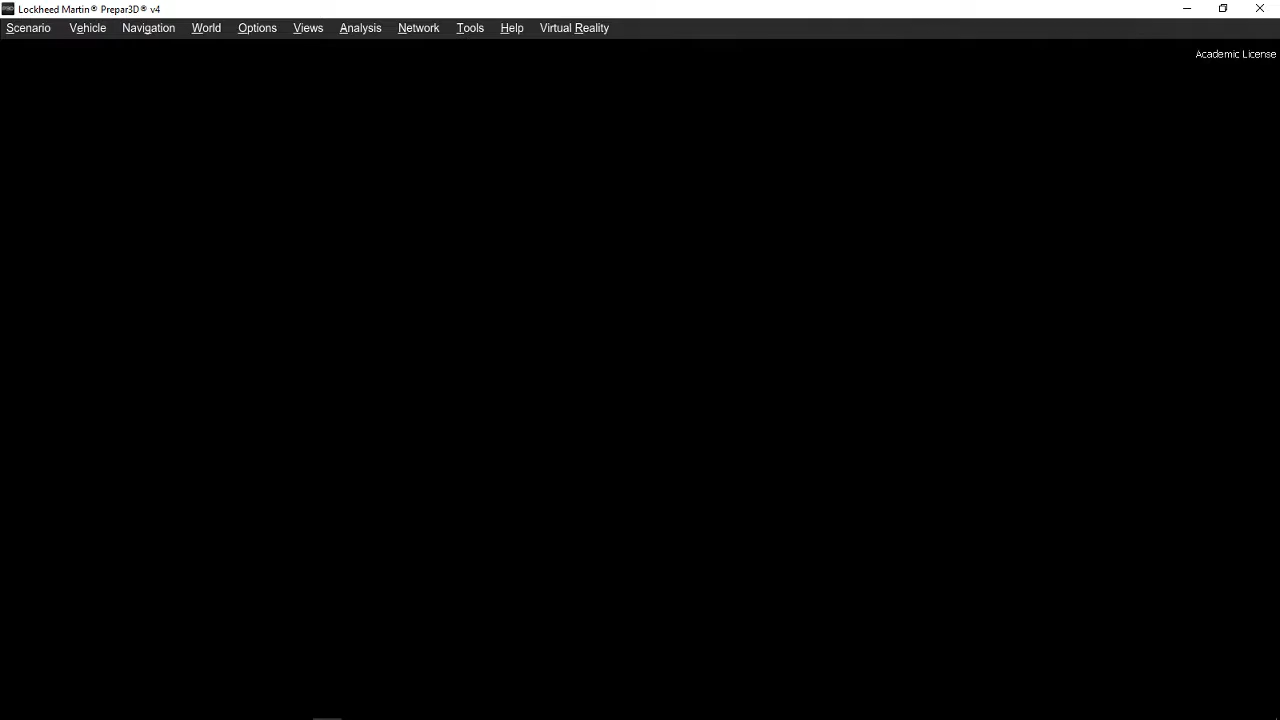 Lockheed Martin® Prepar3D® v4
Scenario Vehicle Navigation World Options Views Analysis Network Tools Help Virtual Reality
Academic License